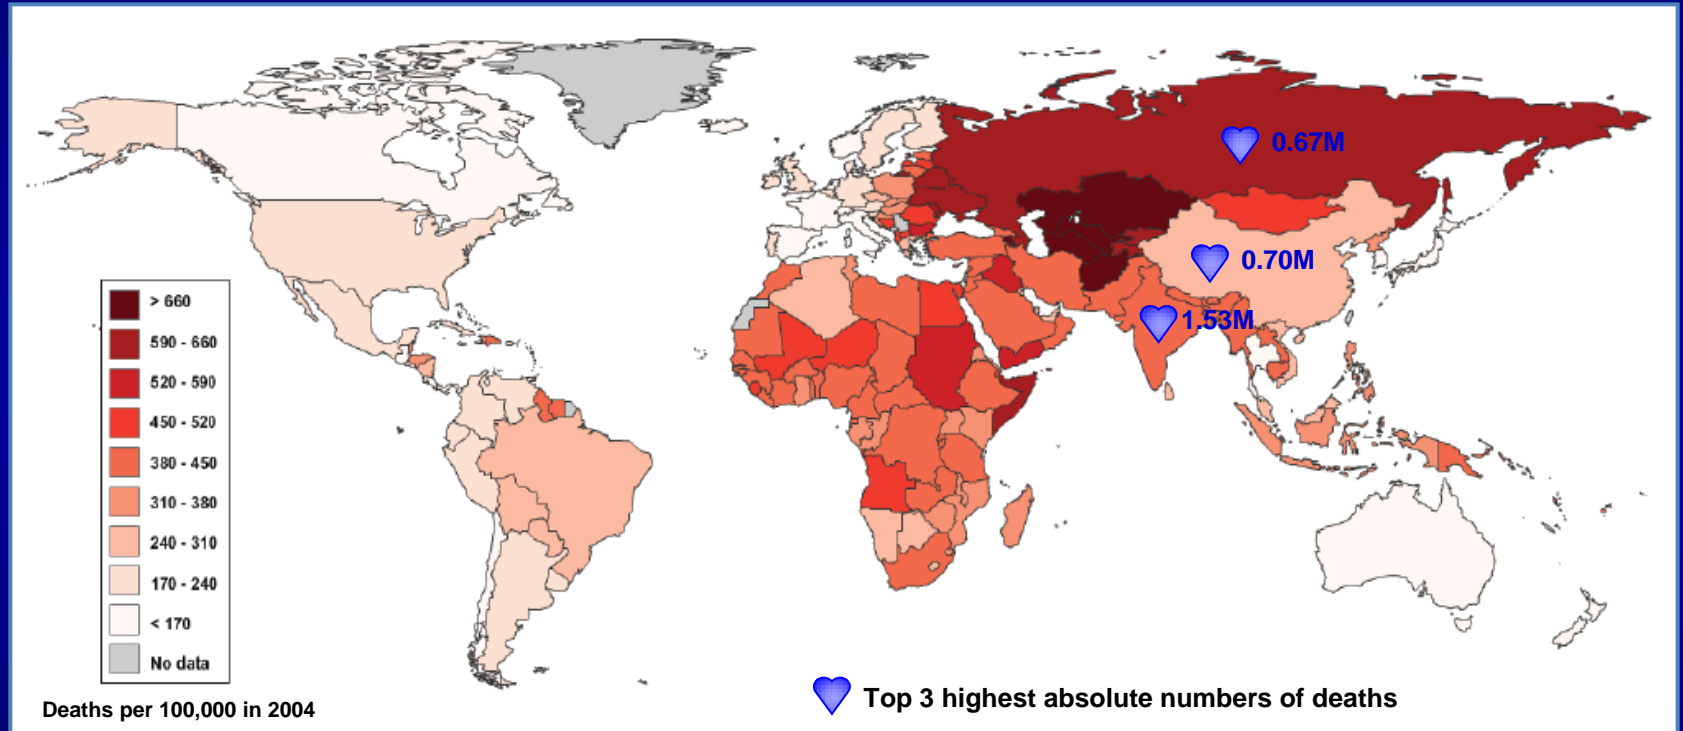 0.67M
0.70M
1.53M
> 660
590 - 660
520 - 590
450 - 520
380 - 450
310 - 380
240 - 310
170 - 240
< 170
No data
Top 3 highest absolute numbers of deaths
Deaths per 100,000 in 2004